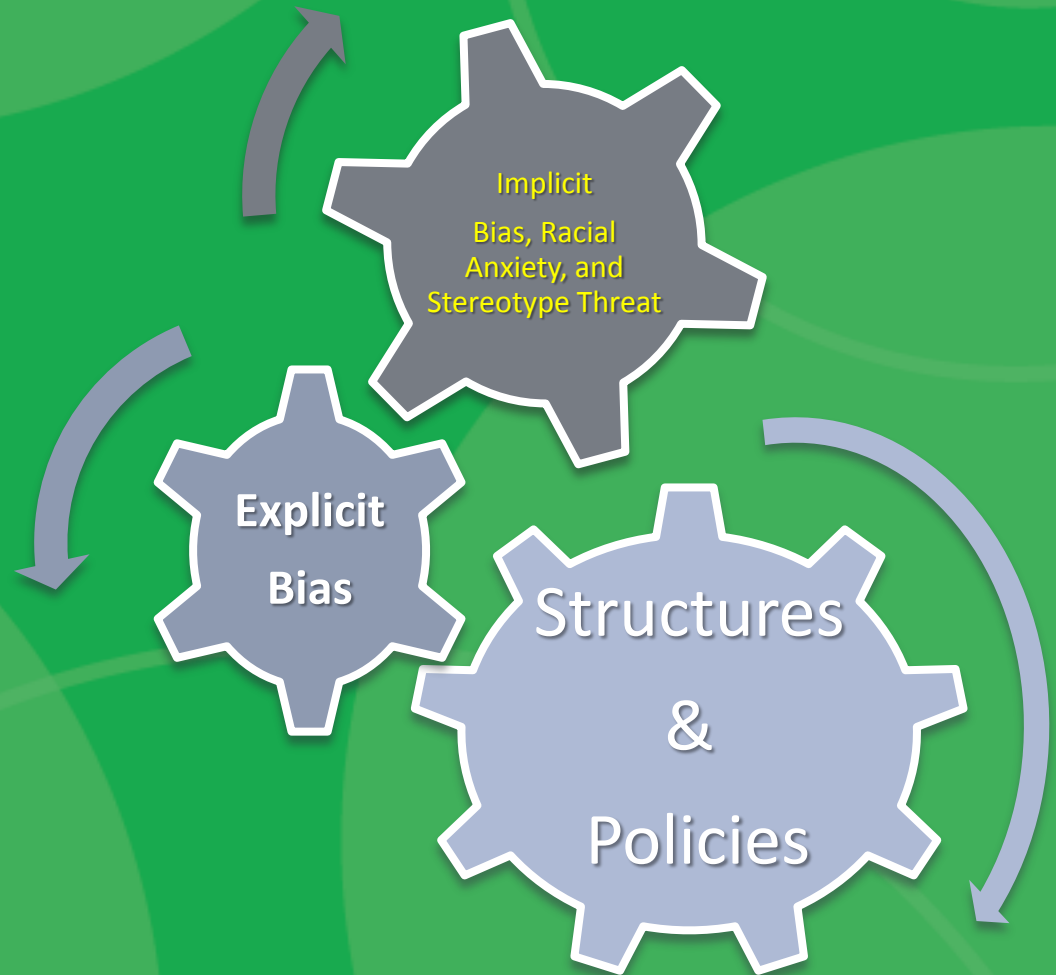 Implicit
Bias, Racial
Anxiety, and
Stereotype Threat
Explicit
Bias
Structures
&
Policies